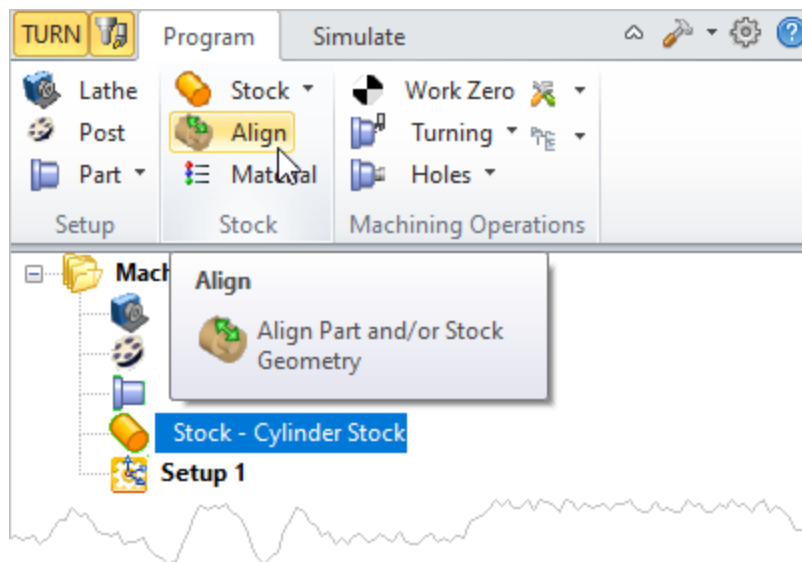 TURN Program Simulate
Lathe Stock Work Zero
Post Align Turning
Part Material Holes
Setup Stock Machining Operations
Mach
Align
Align Part and/or Stock
Geometry
Stock - Cylinder Stock
Setup 1